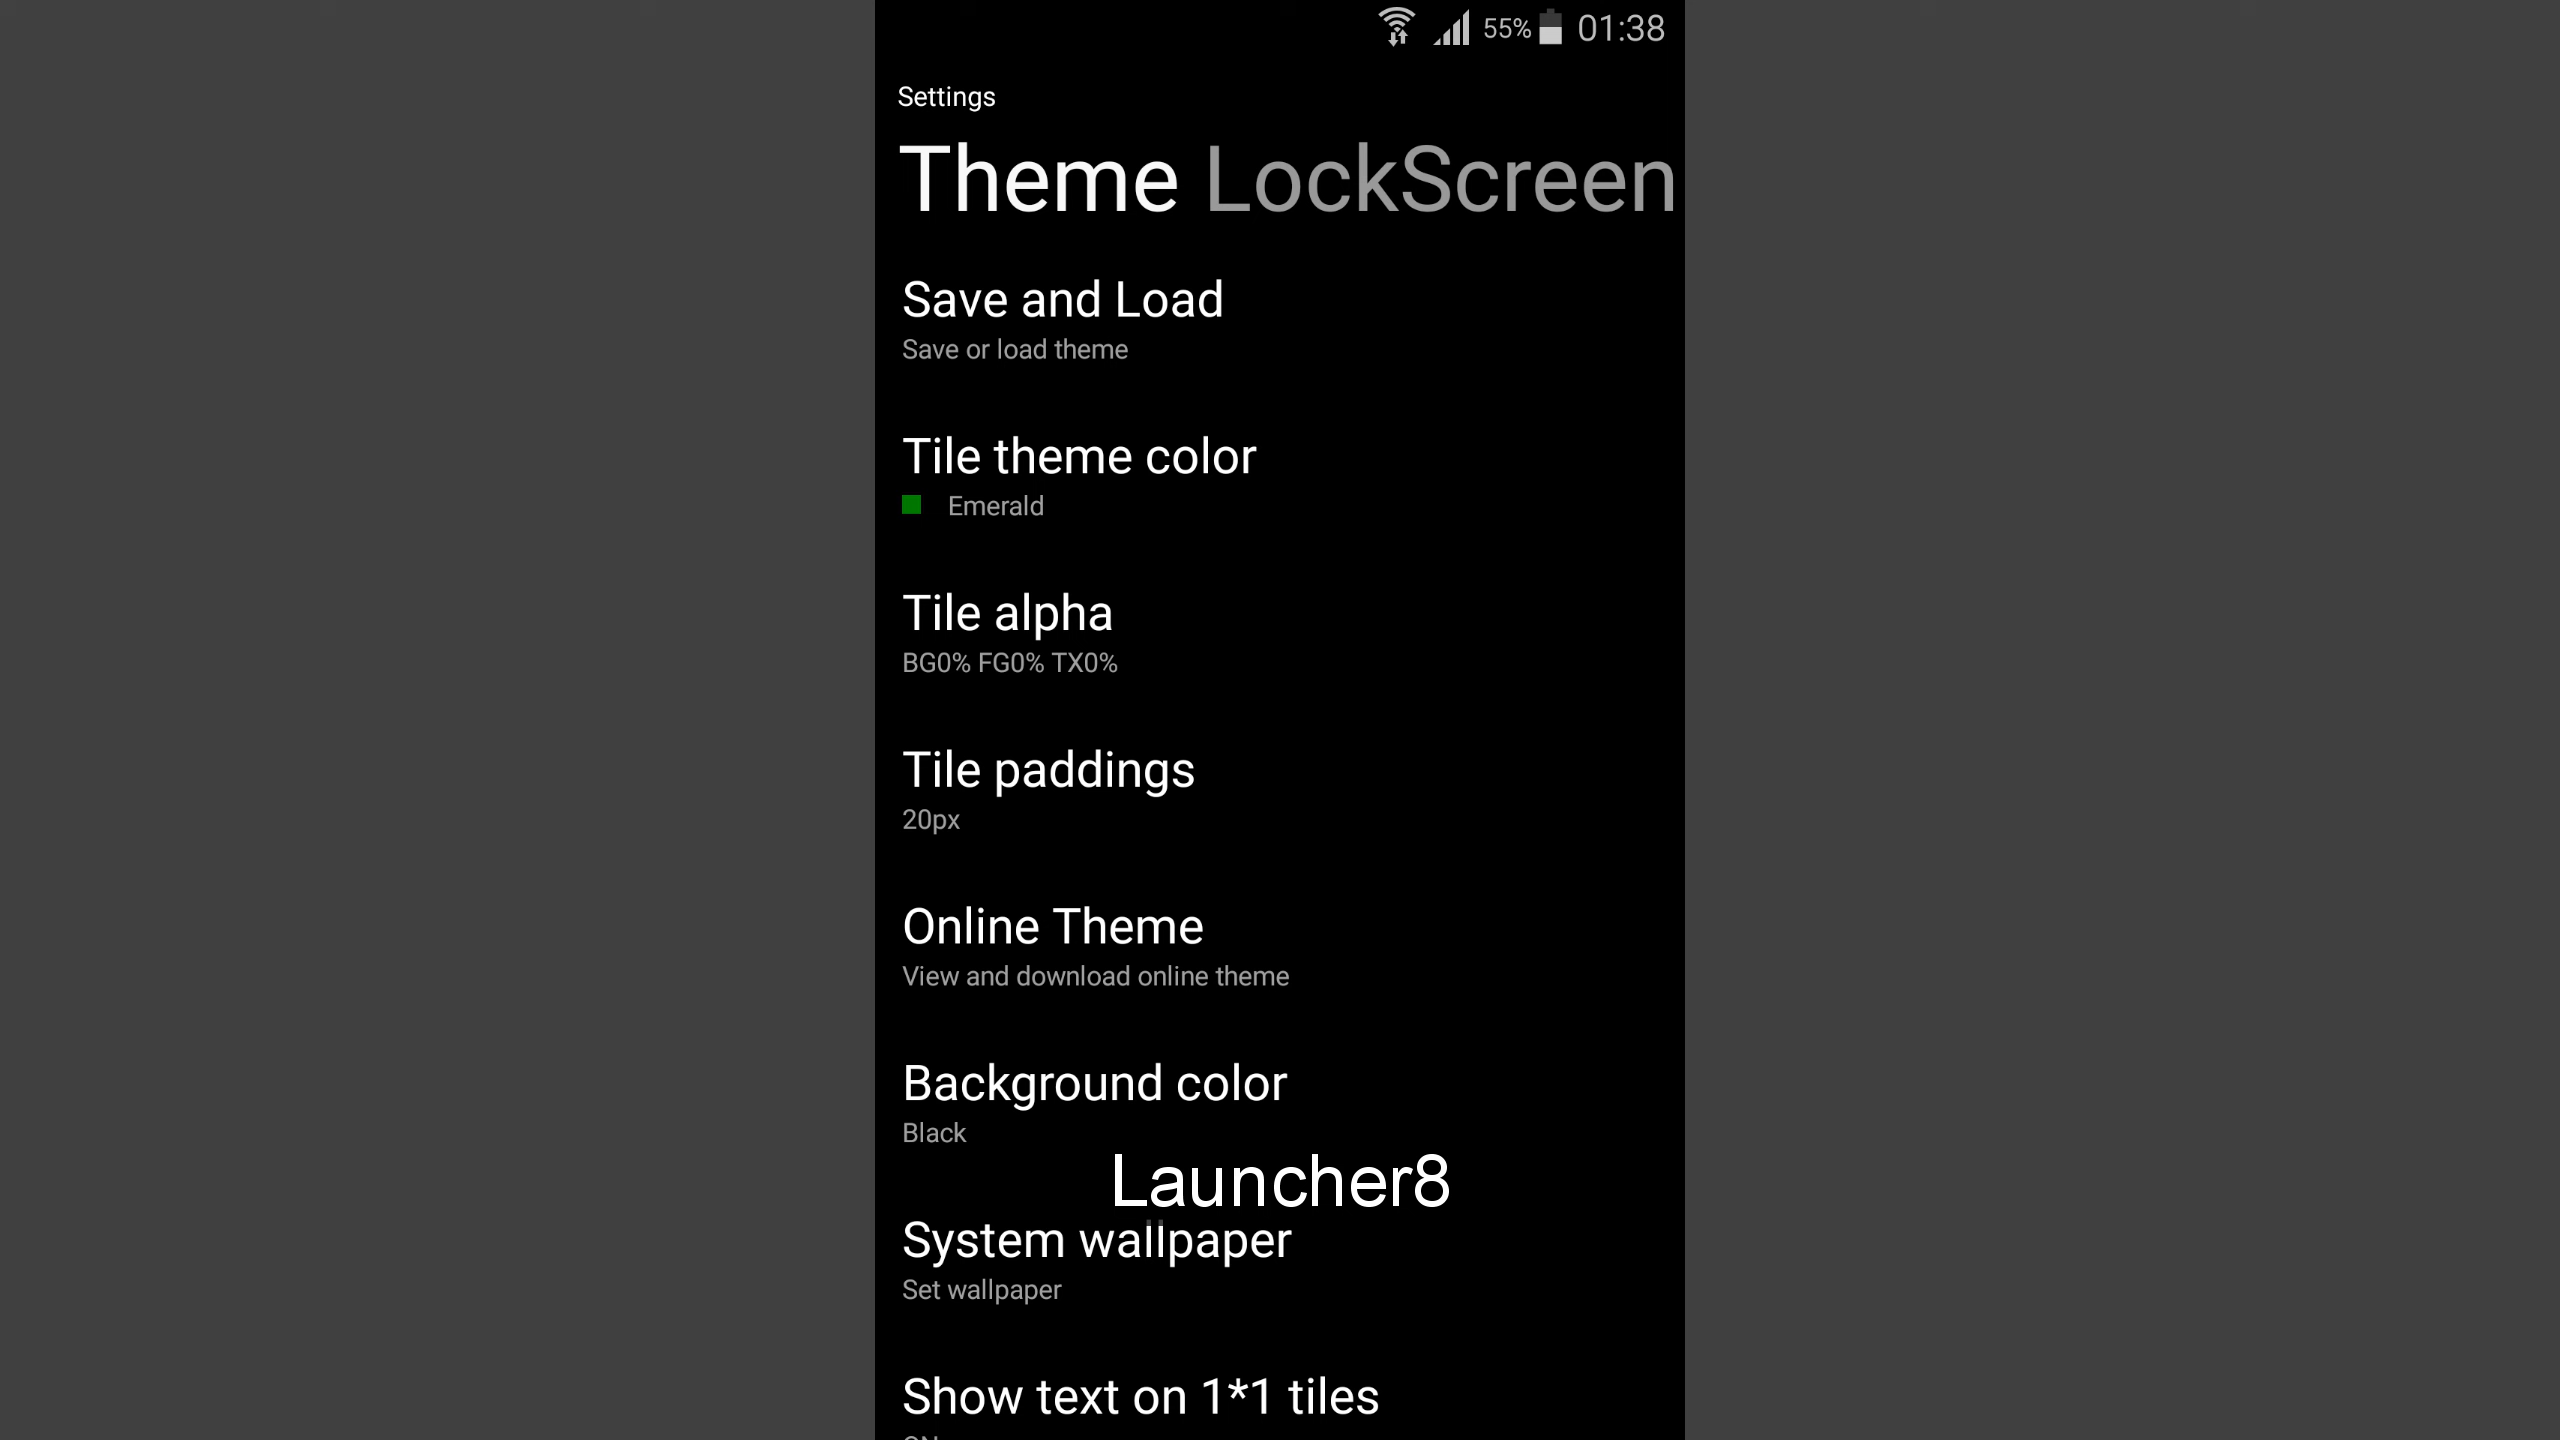 55% 01:38
Settings
Theme LockScreen
Save and Load
Save or load theme
Tile theme color
Emerald
Tile alpha
BG0% FG0% TX0%
Tile paddings
20px
Online Theme
View and download online theme
Background color
Black
Launcher8
System wallpaper
Set wallpaper
Show text on 1*1 tiles